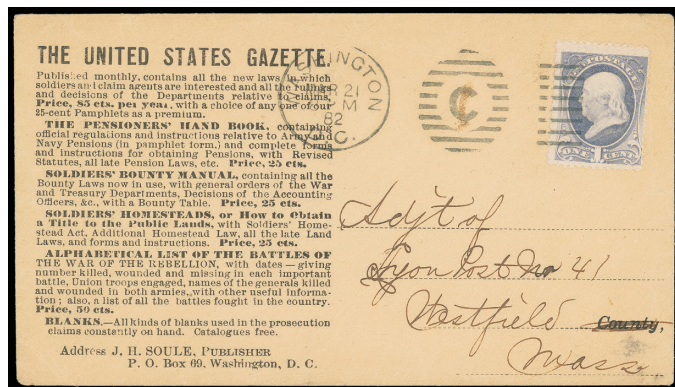 THE UNITED STATES GAZETTE.
Published monthly, contains all the new laws in which
soldiers and claim agents are interested and all the rulings
and decisions of the Departments relative to claims,
Price, 85 cts. per year, with a choice of any one of our
25-cent Pamphlets as a premium.
THE PENSIONERS' HAND BOOK, containing
official regulations and instructions relative to Army and
Navy Pensions (in pamphlet form.) and complete forms
and instructions for obtaining Pensions, with Revised
Statutes, all late Pension Laws, etc. Price, 25 cts.
SOLDIERS' BOUNTY MANUAL, containing all the
Bounty Laws now in use, with general orders of the War
and Treasury Departments, Decisions of the Accounting
Officers, &c., with a Bounty Table. Price, 25 cts.
SOLDIERS' HOMESTEADS, or How to Obtain
a Title to the Public Lands, with Soldiers' Home-
stead Act, Additional Homestead Law, all the late Land
Laws, and forms and instructions. Price, 25 cts.
ALPHABETICAL LIST OF THE BATTLES OF
THE WAR OF THE REBELLION, with dates—giving
number killed, wounded and missing in each important
battle, Union troops engaged, names of the generals killed
and wounded in both armies, with other useful informa-
tion; also, a list of all the battles fought in the country.
Price, 50 cts.
BLANKS.—All kinds of blanks used in the prosecution
claims constantly on hand. Catalogues free.
Address J. H. SOULE, PUBLISHER
P. O. Box 69, Washington, D. C.
WASHINGTON
21
M
82
C.
C
POSTAGE
Adj't of
Lyon Post No 41
Westfield County,
Mass